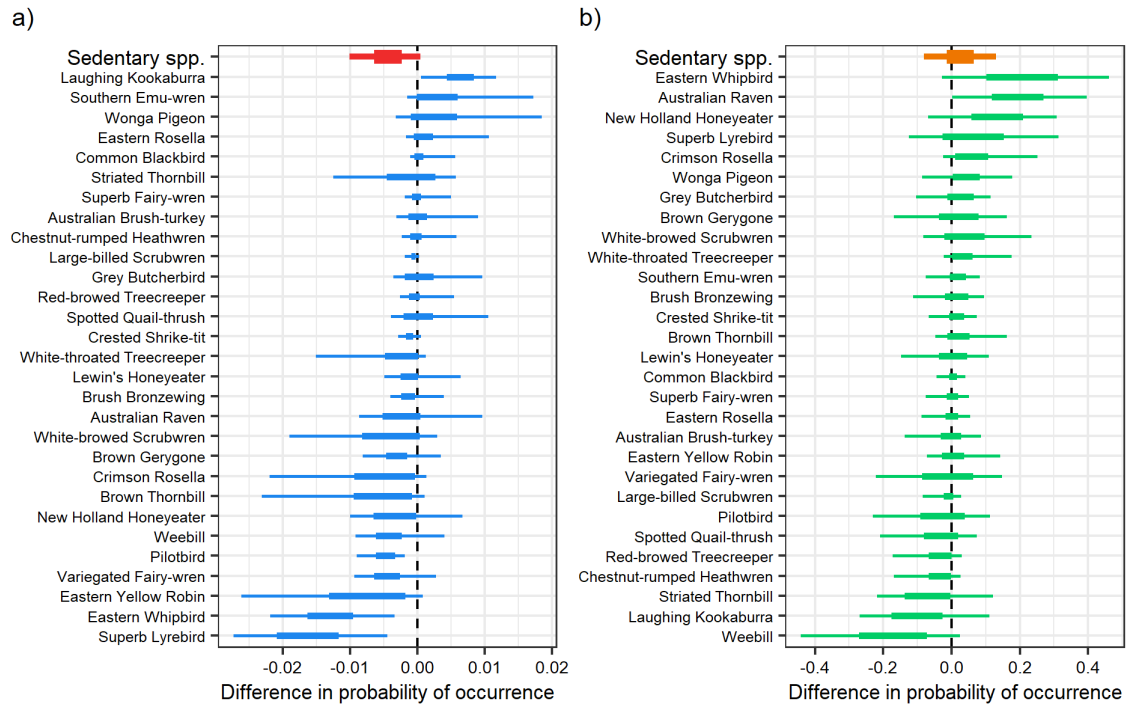 a)
Sedentary spp.
Laughing Kookaburra
Southern Emu-wren
Wonga Pigeon
Eastern Rosella
Common Blackbird
Striated Thornbill
Superb Fairy-wren
Australian Brush-turkey
Chestnut-rumped Heathwren
Large-billed Scrubwren
Grey Butcherbird
Red-browed Treecreeper
Spotted Quail-thrush
Crested Shrike-tit
White-throated Treecreeper
Lewin's Honeyeater
Brush Bronzewing
Australian Raven
White-browed Scrubwren
Brown Gerygone
Crimson Rosella
Brown Thornbill
New Holland Honeyeater
Weebill
Pilotbird
Variegated Fairy-wren
Eastern Yellow Robin
Eastern Whipbird
Superb Lyrebird
-0.02 -0.01 0.00 0.01 0.02
Difference in probability of occurrence
b)
Sedentary spp.
Eastern Whipbird
Australian Raven
New Holland Honeyeater
Superb Lyrebird
Crimson Rosella
Wonga Pigeon
Grey Butcherbird
Brown Gerygone
White-browed Scrubwren
White-throated Treecreeper
Southern Emu-wren
Brush Bronzewing
Crested Shrike-tit
Brown Thornbill
Lewin's Honeyeater
Common Blackbird
Superb Fairy-wren
Eastern Rosella
Australian Brush-turkey
Eastern Yellow Robin
Variegated Fairy-wren
Large-billed Scrubwren
Pilotbird
Spotted Quail-thrush
Red-browed Treecreeper
Chestnut-rumped Heathwren
Striated Thornbill
Laughing Kookaburra
Weebill
-0.4 -0.2 0.0 0.2 0.4
Difference in probability of occurrence